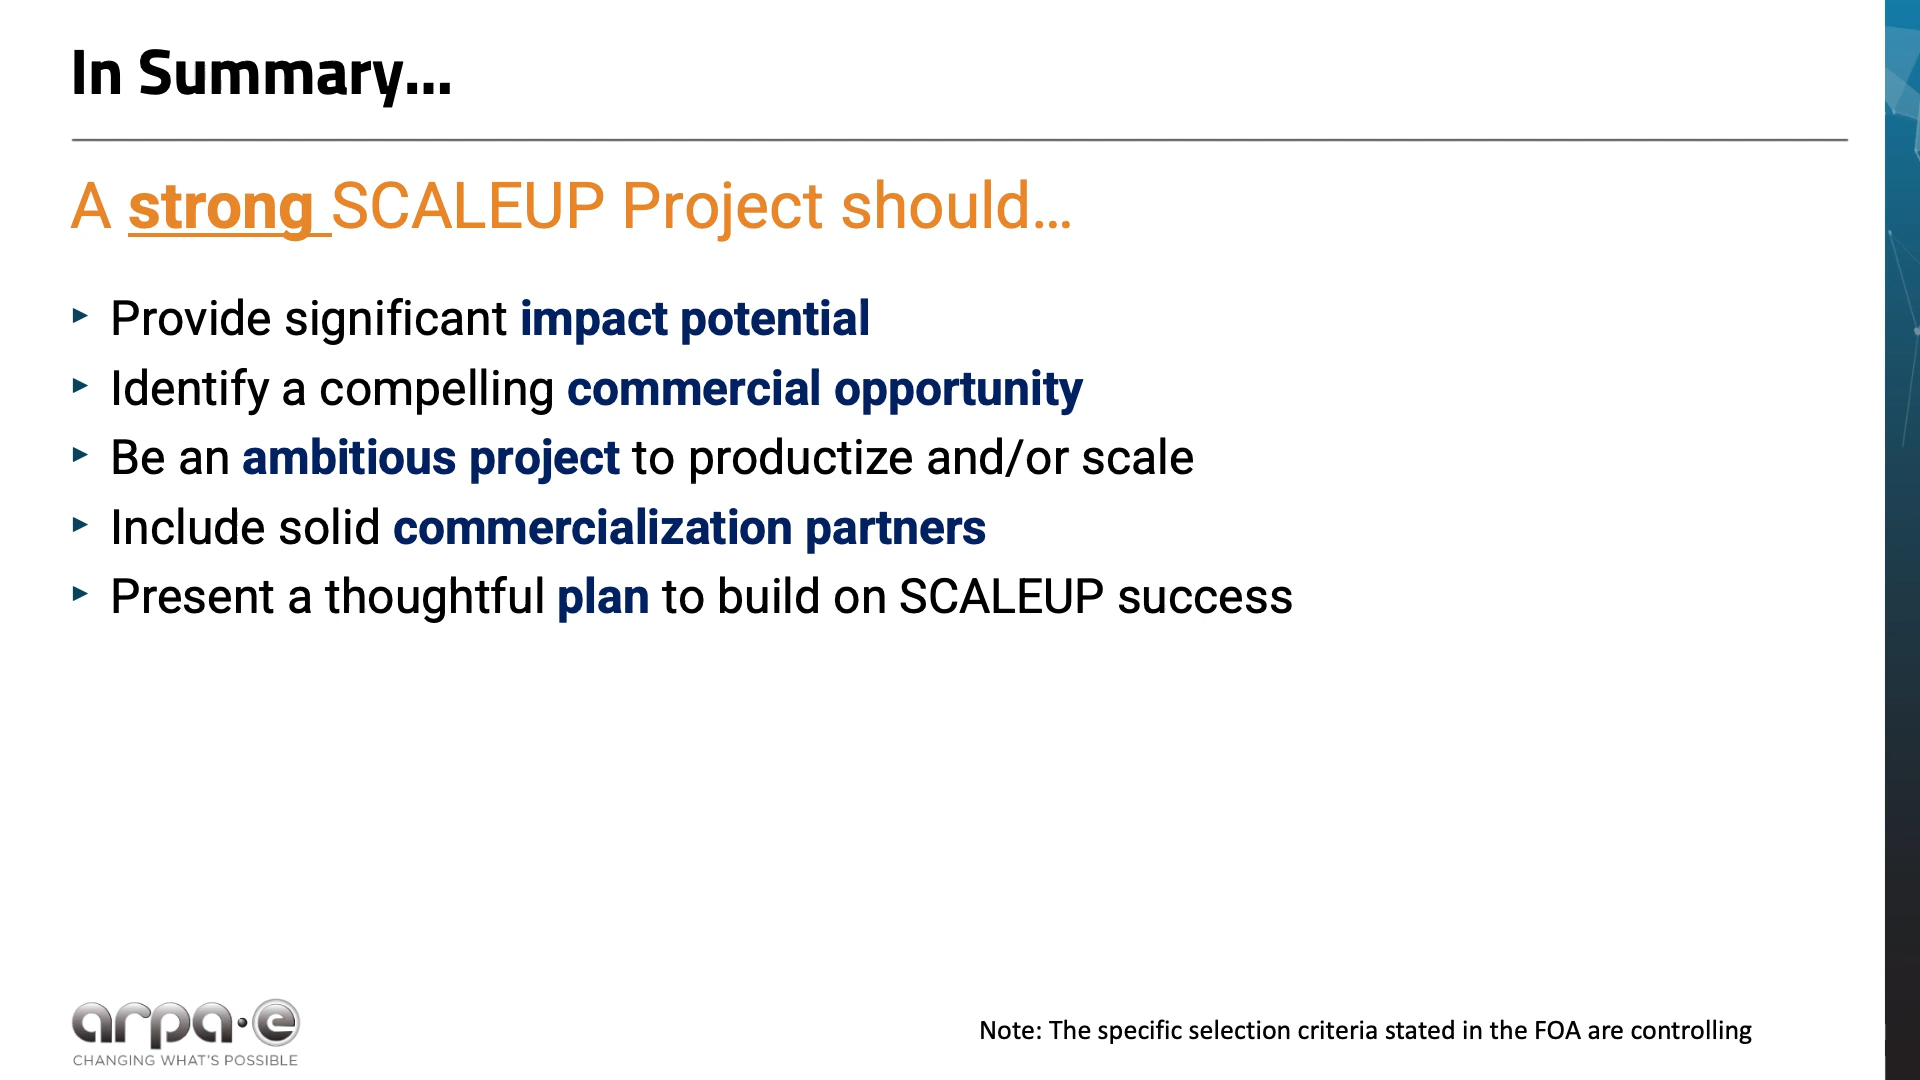 In Summary...
A strong SCALEUP Project should...
‣ Provide significant impact potential
‣ Identify a compelling commercial opportunity
‣ Be an ambitious project to productize and/or scale
‣ Include solid commercialization partners
‣ Present a thoughtful plan to build on SCALEUP success
arpa·e
CHANGING WHAT'S POSSIBLE
Note: The specific selection criteria stated in the FOA are controlling